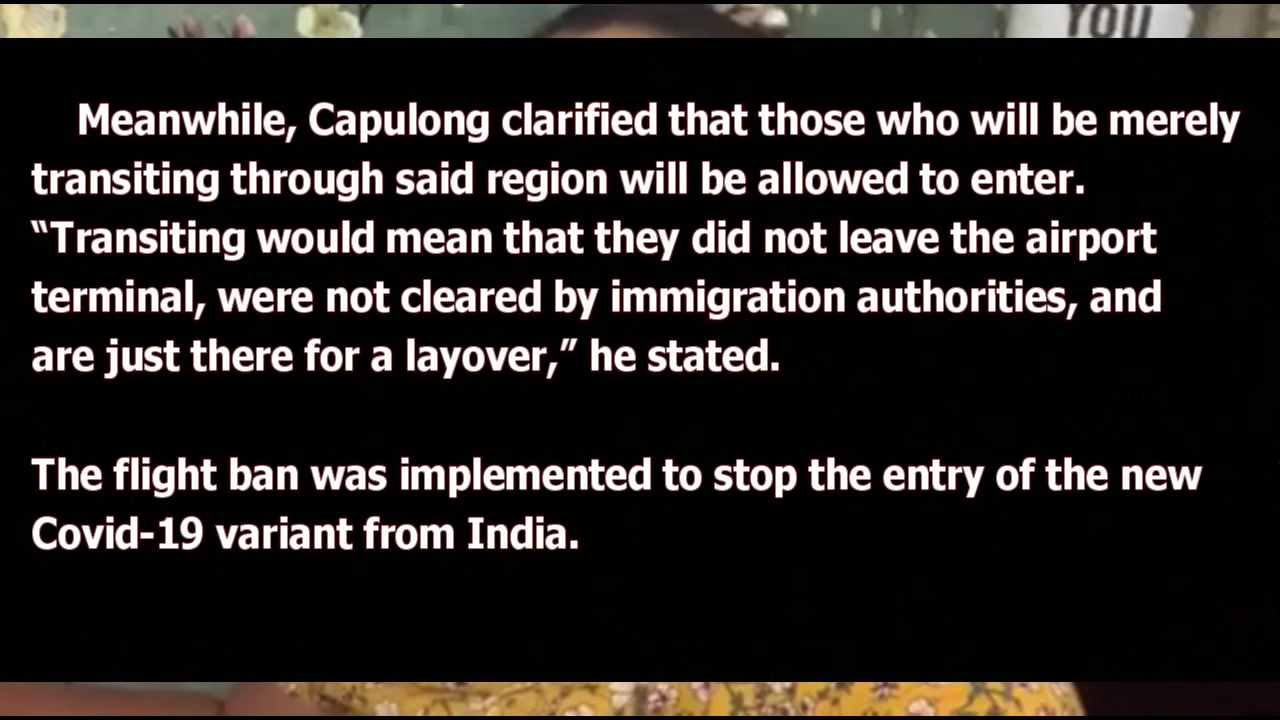 YOU
Meanwhile, Capulong clarified that those who will be merely
transiting through said region will be allowed to enter.
“Transiting would mean that they did not leave the airport
terminal, were not cleared by immigration authorities, and
are just there for a layover,” he stated.
The flight ban was implemented to stop the entry of the new
Covid-19 variant from India.